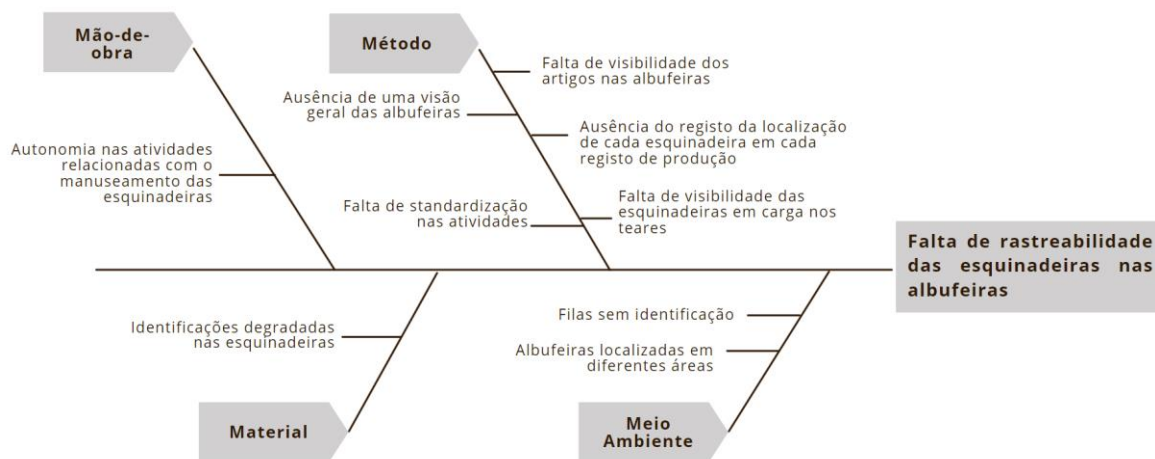 Mão-de-
obra
Método
Falta de visibilidade dos
artigos nas albufeiras
Ausência de uma visão
geral das albufeiras
Ausência do registo da localização
de cada esquinadeira em cada
registo de produção
Autonomia nas atividades
relacionadas com o
manuseamento das
esquinadeiras
Falta de standardização
nas atividades
Falta de visibilidade das
esquinadeiras em carga nos
teares
Falta de rastreabilidade
das esquinadeiras nas
albufeiras
Identificações degradadas
nas esquinadeiras
Filas sem identificação
Albufeiras localizadas em
diferentes áreas
Material
Meio
Ambiente